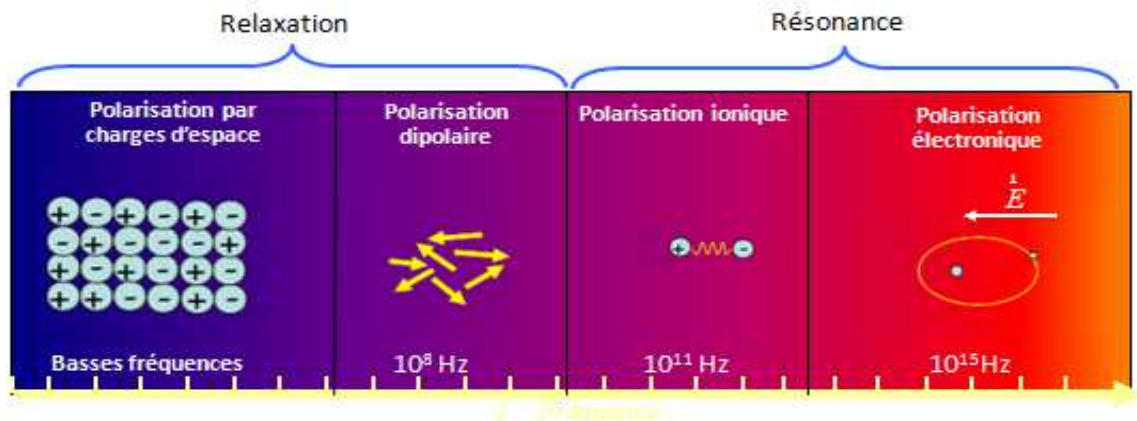 Relaxation
Résonance
Polarisation par
charges d'espace
Polarisation
dipolaire
Polarisation ionique
Polarisation
électronique
E
+ - + - + -
- + - + - +
+ - + - + -
+ + - - + -
+ -
Basses fréquences
10⁸ Hz
10¹¹ Hz
10¹⁵Hz